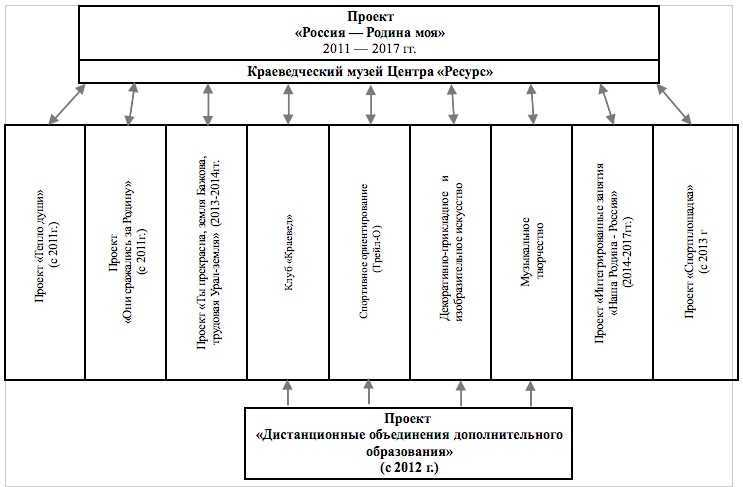 Проект
«Россия — Родина моя»
2011 — 2017 гг.
Краеведческий музей Центра «Ресурс»
Проект «Тепло души»
(с 2011г.)
Проект
«Они сражались за Родину»
(с 2011г.)
Проект «Ты прекрасна, земля Бажова,
трудовая Урал-земля» (2013-2014гг.
Клуб «Краевед»
Спортивное ориентирование
(Трейл-О)
Декоративно-прикладное и
изобразительное искусство
Музыкальное
творчество
Проект «Интегрированные занятия
«Наша Родина - Россия»
(2014-2017гг.)
Проект «Спортплощадка»
(с 2013 г
Проект
«Дистанционные объединения дополнительного
образования»
(с 2012 г.)